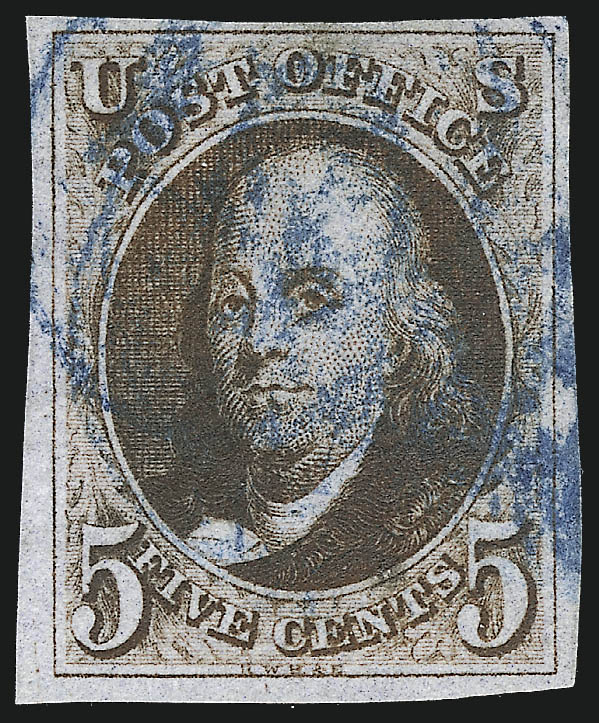 U S
POST OFFICE
5 FIVE CENTS 5
R.W.H.& E.